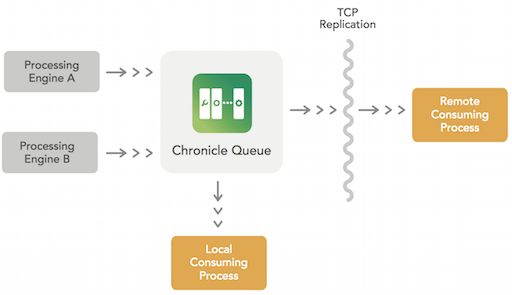 TCP
Replication
Processing
Engine A
Processing
Engine B
Chronicle Queue
Remote
Consuming
Process
Local
Consuming
Process